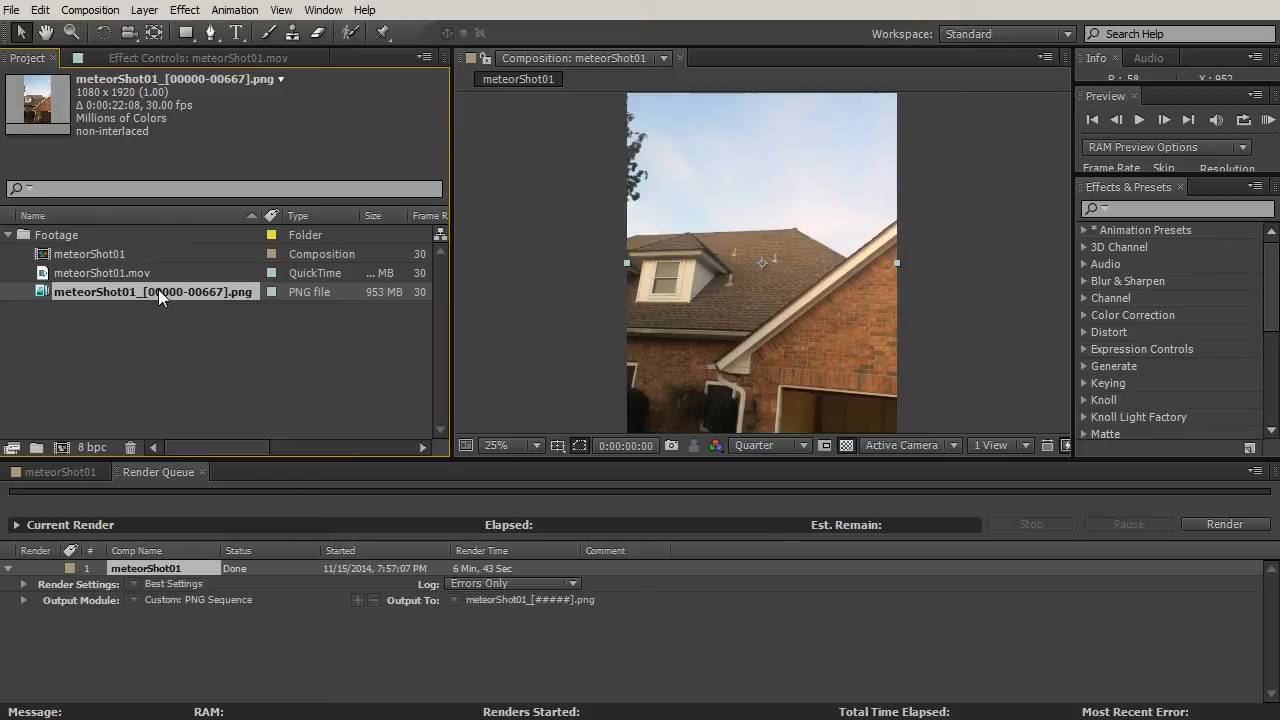 File Edit Composition Layer Effect Animation View Window Help
Workspace: Standard Search Help
Project Effect Controls: meteorShot01.mov
Composition: meteorShot01
Info Audio
meteorShot01_[00000-00667].png
1080 x 1920 (1.00)
Δ 0:00:22:08, 30.00 fps
Millions of Colors
non-interlaced
meteorShot01
R : 58 X : 952
Preview
RAM Preview Options
Frame Rate Skip Resolution
Effects & Presets
Name Type Size Frame R
Footage Folder
meteorShot01 Composition 30
meteorShot01.mov QuickTime ... MB 30
meteorShot01_[00000-00667].png PNG file 953 MB 30
* Animation Presets
3D Channel
Audio
Blur & Sharpen
Channel
Color Correction
Distort
Expression Controls
Generate
Keying
Knoll
Knoll Light Factory
Matte
8 bpc
25% 0:00:00:00 Quarter Active Camera 1 View
meteorShot01 Render Queue
Current Render Elapsed: Est. Remain: Stop Pause Render
Render # Comp Name Status Started Render Time Comment
1 meteorShot01 Done 11/15/2014, 7:57:07 PM 6 Min, 43 Sec
Render Settings: Best Settings Log: Errors Only
Output Module: Custom: PNG Sequence Output To: meteorShot01_[#####].png
Message: RAM: Renders Started: Total Time Elapsed: Most Recent Error: